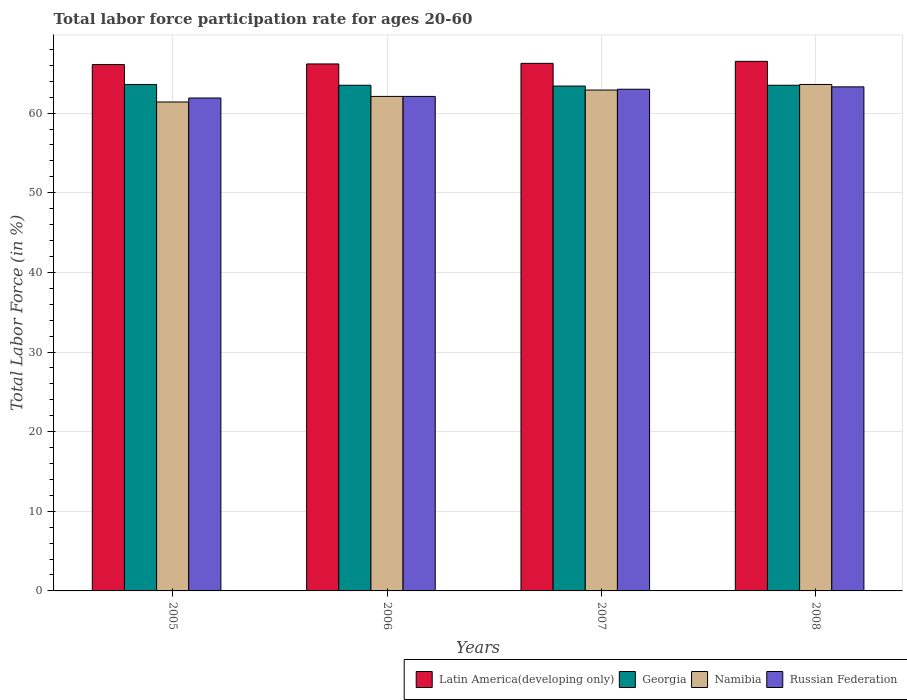 Total labor force participation rate for ages 20-60
Total Labor Force (in %)
60
50
40
30
20
10
0
2005
2006
2007
2008
Years
Latin America(developing only)
Georgia
Namibia
Russian Federation